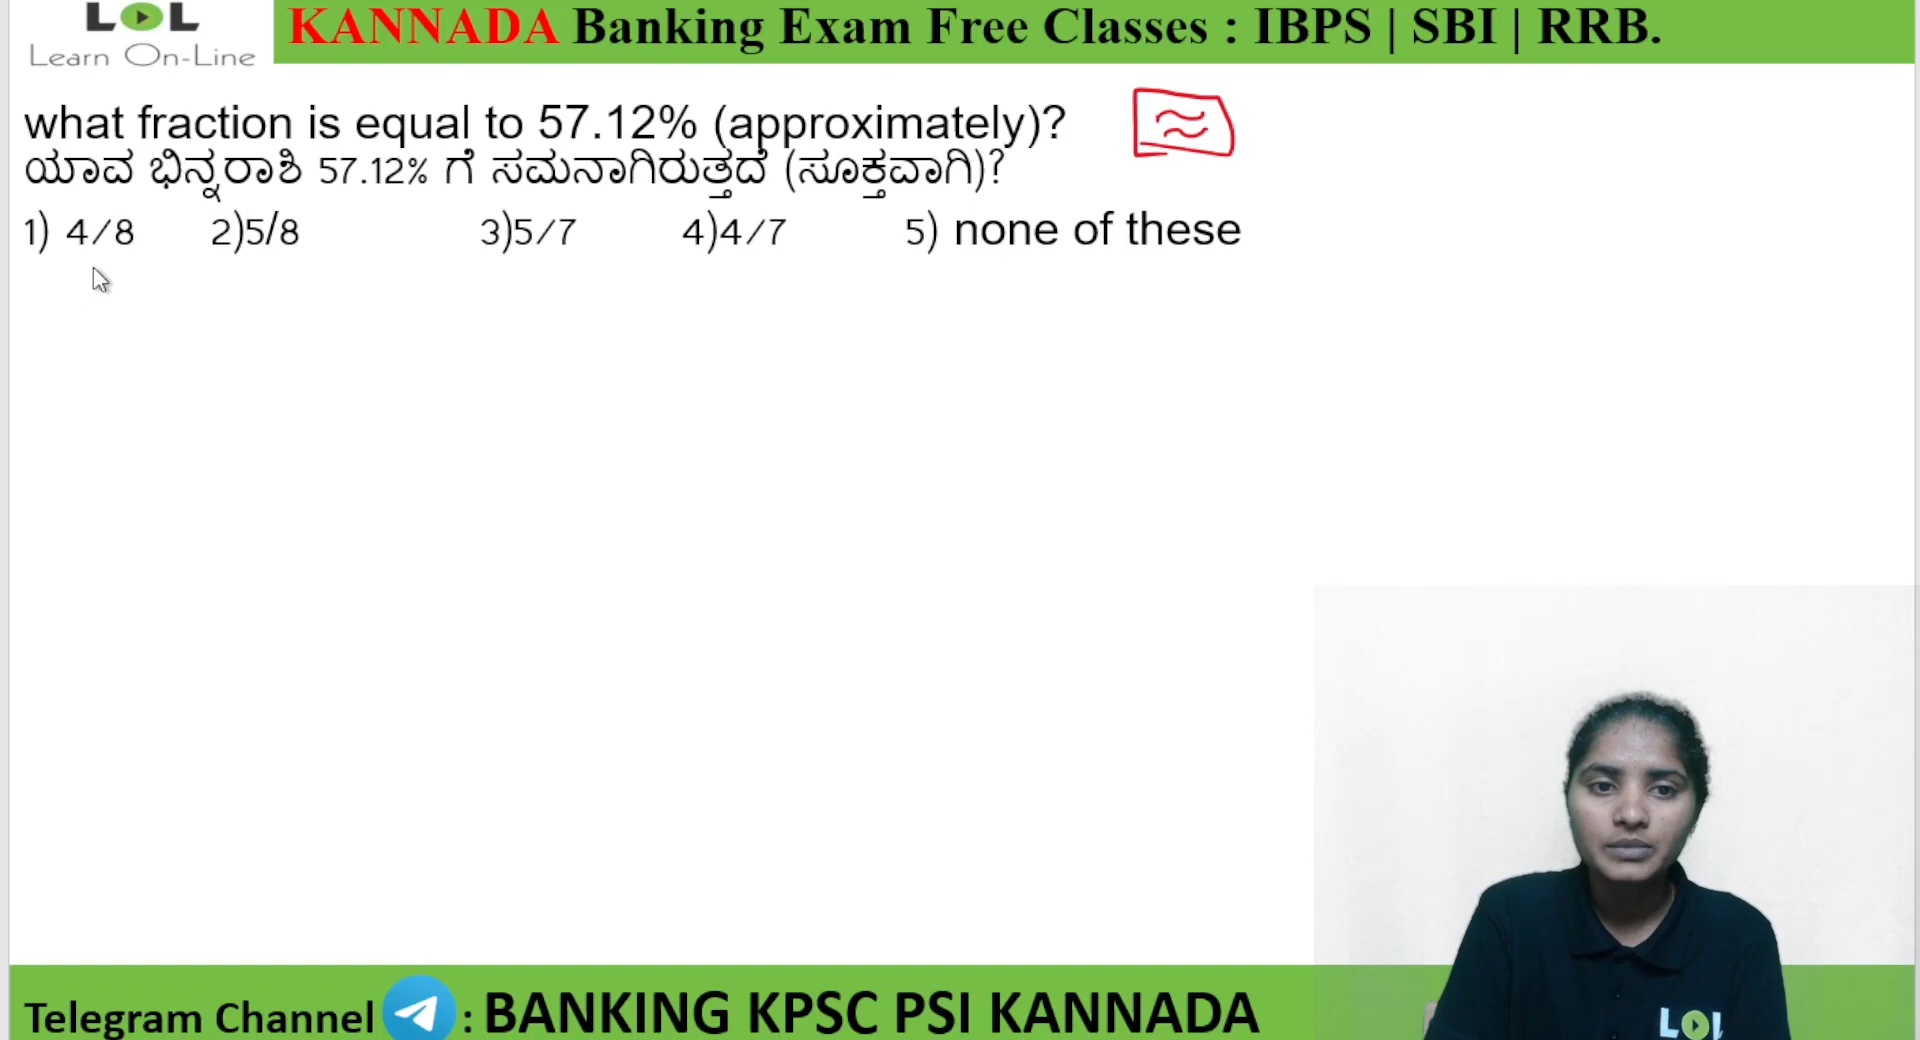 LOL
Learn On-Line
KANNADA Banking Exam Free Classes : IBPS | SBI | RRB.
what fraction is equal to 57.12% (approximately)? ≈
ಯಾವ ಭಿನ್ನರಾಶಿ 57.12% ಗೆ ಸಮನಾಗಿರುತ್ತದೆ (ಸೂಕ್ತವಾಗಿ)?
1) 4/8 2)5/8 3)5/7 4)4/7 5) none of these
LOL
Telegram Channel : BANKING KPSC PSI KANNADA